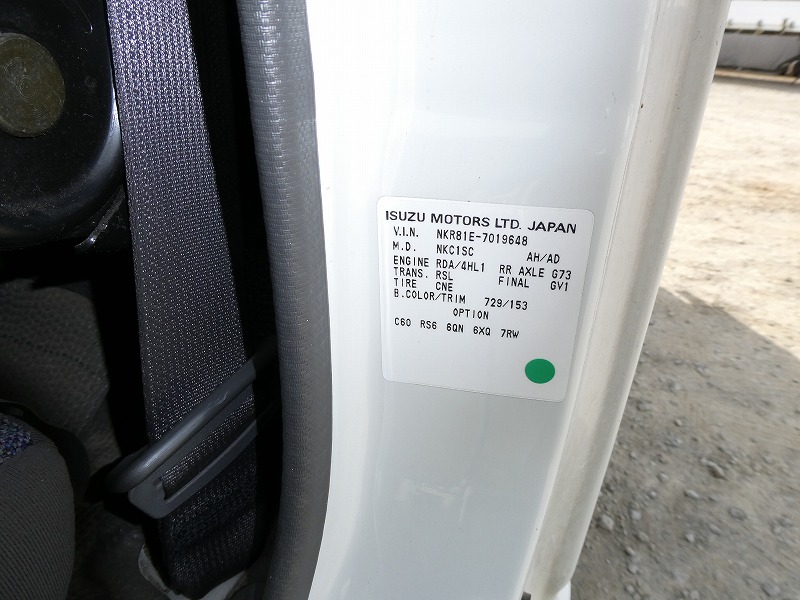 ISUZU MOTORS LTD. JAPAN
V.I.N. NKR81E-7019648
M.D. NKC1SC AH/AD
ENGINE RDA/4HL1 RR AXLE G73
TRANS. RSL FINAL GV1
TIRE CNE
B.COLOR/TRIM 729/153
OPTION
C60 RS6 6QN 6XQ 7RW